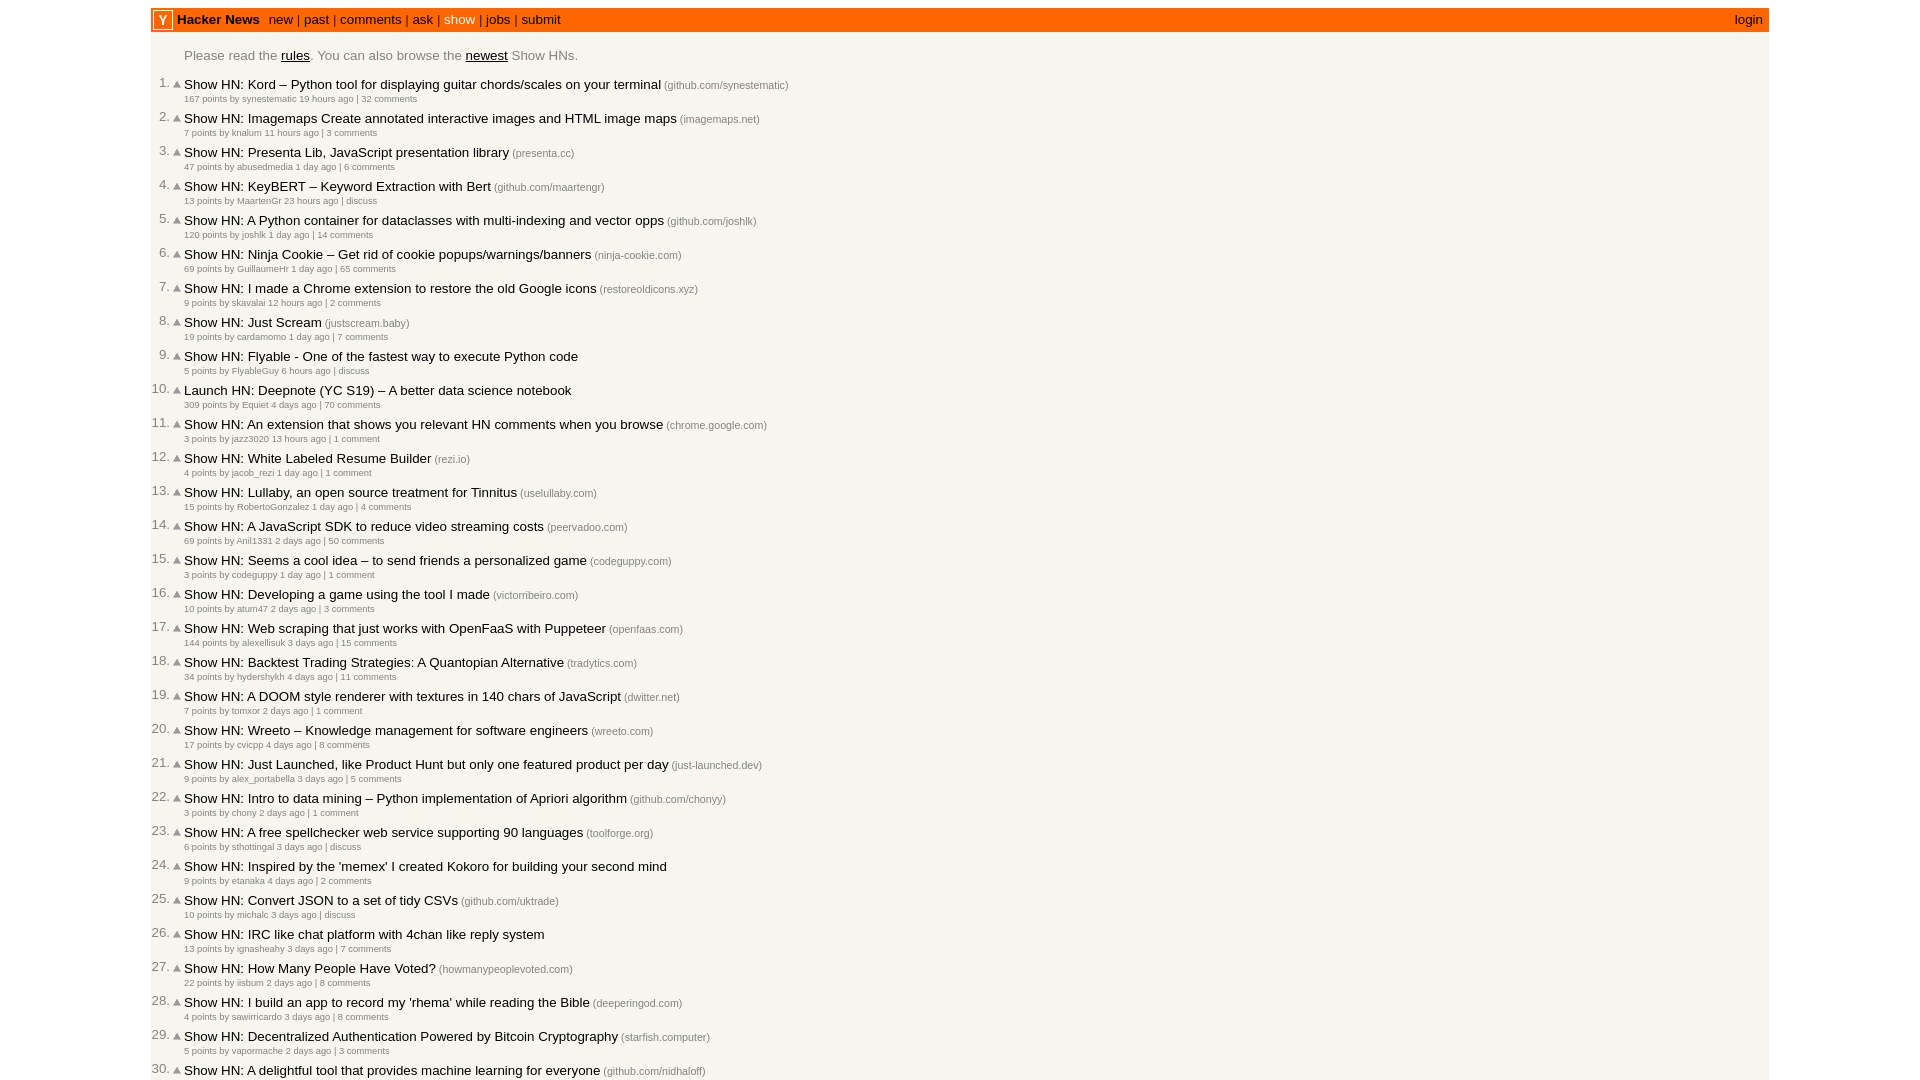 Y Hacker News new | past | comments | ask | show | jobs | submit login
Please read the rules. You can also browse the newest Show HNs.
1. Show HN: Kord – Python tool for displaying guitar chords/scales on your terminal (github.com/synestematic)
167 points by synestematic 19 hours ago | 32 comments
2. Show HN: Imagemaps Create annotated interactive images and HTML image maps (imagemaps.net)
7 points by knalum 11 hours ago | 3 comments
3. Show HN: Presenta Lib, JavaScript presentation library (presenta.cc)
47 points by abusedmedia 1 day ago | 6 comments
4. Show HN: KeyBERT – Keyword Extraction with Bert (github.com/maartengr)
13 points by MaartenGr 23 hours ago | discuss
5. Show HN: A Python container for dataclasses with multi-indexing and vector opps (github.com/joshlk)
120 points by joshlk 1 day ago | 14 comments
6. Show HN: Ninja Cookie – Get rid of cookie popups/warnings/banners (ninja-cookie.com)
69 points by GuillaumeHr 1 day ago | 65 comments
7. Show HN: I made a Chrome extension to restore the old Google icons (restoreoldicons.xyz)
9 points by skavalai 12 hours ago | 2 comments
8. Show HN: Just Scream (justscream.baby)
19 points by cardamomo 1 day ago | 7 comments
9. Show HN: Flyable - One of the fastest way to execute Python code
5 points by FlyableGuy 6 hours ago | discuss
10. Launch HN: Deepnote (YC S19) – A better data science notebook
309 points by Equiet 4 days ago | 70 comments
11. Show HN: An extension that shows you relevant HN comments when you browse (chrome.google.com)
3 points by jazz3020 13 hours ago | 1 comment
12. Show HN: White Labeled Resume Builder (rezi.io)
4 points by jacob_rezi 1 day ago | 1 comment
13. Show HN: Lullaby, an open source treatment for Tinnitus (uselullaby.com)
15 points by RobertoGonzalez 1 day ago | 4 comments
14. Show HN: A JavaScript SDK to reduce video streaming costs (peervadoo.com)
69 points by Anil1331 2 days ago | 50 comments
15. Show HN: Seems a cool idea – to send friends a personalized game (codeguppy.com)
3 points by codeguppy 1 day ago | 1 comment
16. Show HN: Developing a game using the tool I made (victorribeiro.com)
10 points by atum47 2 days ago | 3 comments
17. Show HN: Web scraping that just works with OpenFaaS with Puppeteer (openfaas.com)
144 points by alexellisuk 3 days ago | 15 comments
18. Show HN: Backtest Trading Strategies: A Quantopian Alternative (tradytics.com)
34 points by hydershykh 4 days ago | 11 comments
19. Show HN: A DOOM style renderer with textures in 140 chars of JavaScript (dwitter.net)
7 points by tomxor 2 days ago | 1 comment
20. Show HN: Wreeto – Knowledge management for software engineers (wreeto.com)
17 points by cvicpp 4 days ago | 8 comments
21. Show HN: Just Launched, like Product Hunt but only one featured product per day (just-launched.dev)
9 points by alex_portabella 3 days ago | 5 comments
22. Show HN: Intro to data mining – Python implementation of Apriori algorithm (github.com/chonyy)
3 points by chony 2 days ago | 1 comment
23. Show HN: A free spellchecker web service supporting 90 languages (toolforge.org)
6 points by sthottingal 3 days ago | discuss
24. Show HN: Inspired by the 'memex' I created Kokoro for building your second mind
9 points by etanaka 4 days ago | 2 comments
25. Show HN: Convert JSON to a set of tidy CSVs (github.com/uktrade)
10 points by michalc 3 days ago | discuss
26. Show HN: IRC like chat platform with 4chan like reply system
13 points by ignasheahy 3 days ago | 7 comments
27. Show HN: How Many People Have Voted? (howmanypeoplevoted.com)
22 points by iisbum 2 days ago | 8 comments
28. Show HN: I build an app to record my 'rhema' while reading the Bible (deeperingod.com)
4 points by sawirricardo 3 days ago | 8 comments
29. Show HN: Decentralized Authentication Powered by Bitcoin Cryptography (starfish.computer)
5 points by vapormache 2 days ago | 3 comments
30. Show HN: A delightful tool that provides machine learning for everyone (github.com/nidhaloff)